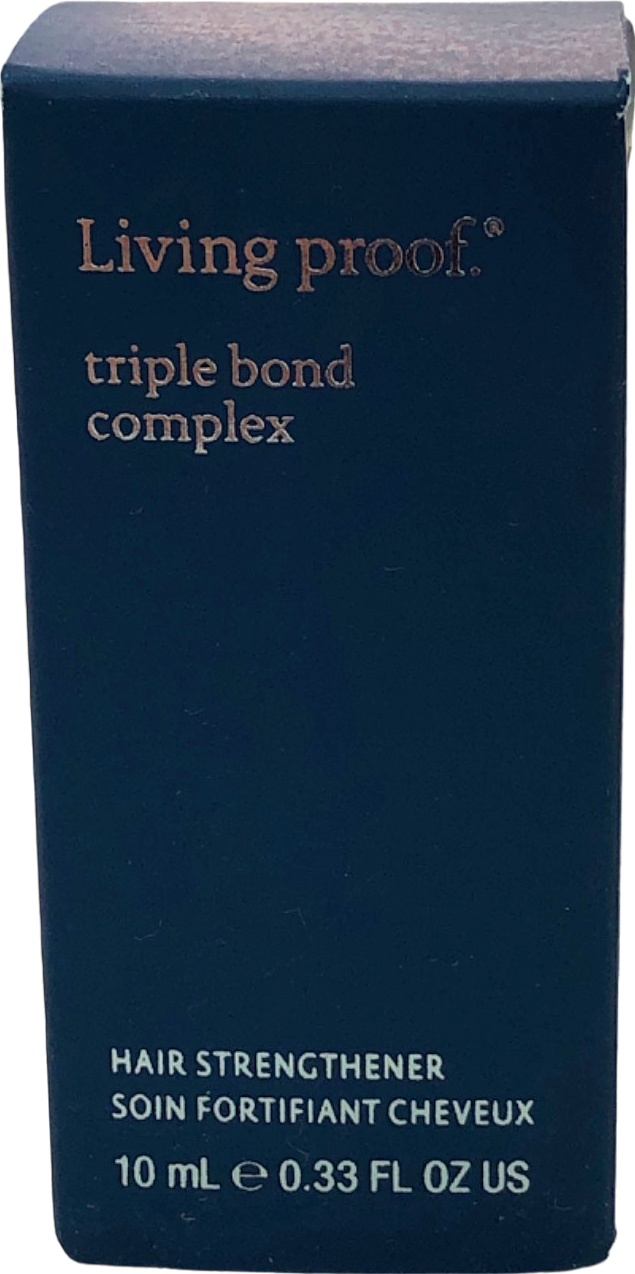 Living proof.®
triple bond
complex
HAIR STRENGTHENER
SOIN FORTIFIANT CHEVEUX
10 mL ℮ 0.33 FL OZ US